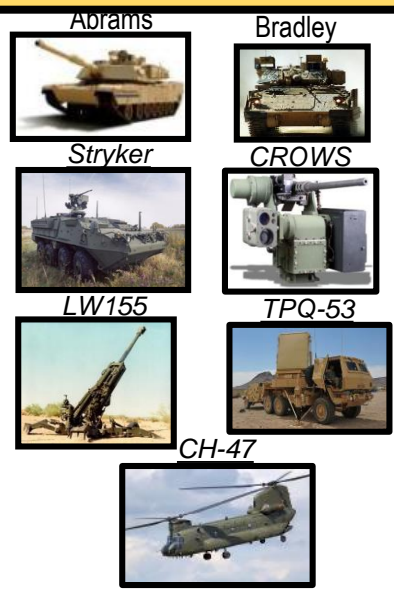 Abrams
Bradley
Stryker
CROWS
LW155
TPQ-53
CH-47